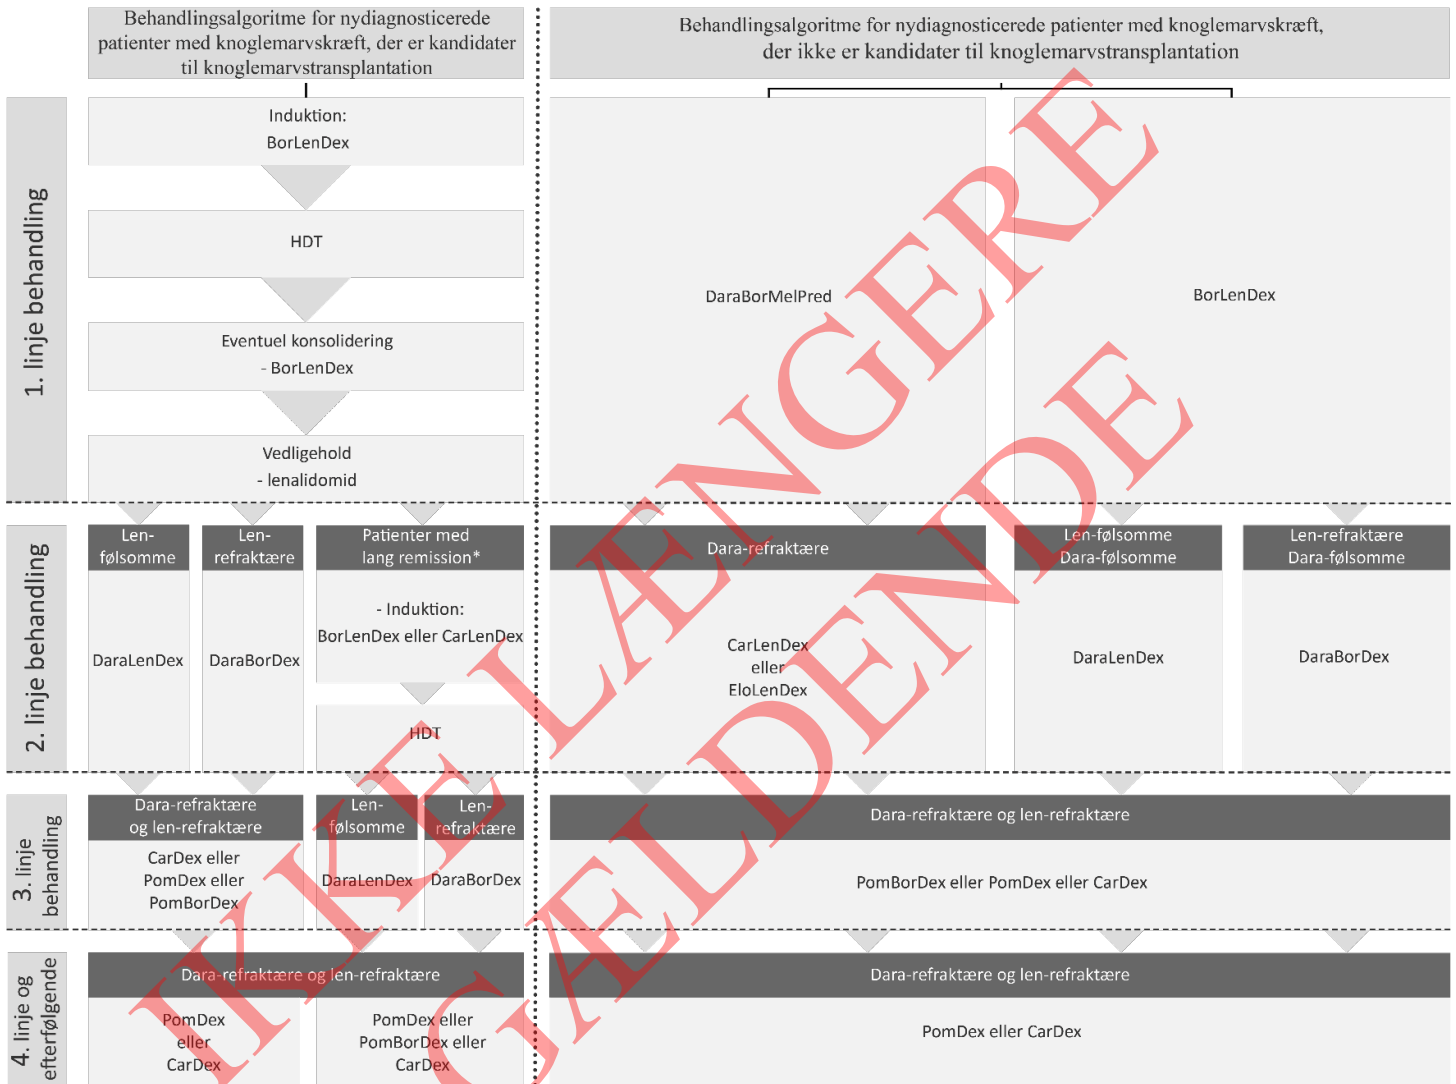 Behandlingsalgoritme for nydiagnosticerede
patienter med knoglemarvskræft, der er kandidater
til knoglemarvstransplantation
Behandlingsalgoritme for nydiagnosticerede patienter med knoglemarvskræft,
der ikke er kandidater til knoglemarvstransplantation
1. linje behandling
Induktion:
BorLenDex
HDT
Eventuel konsolidering
- BorLenDex
Vedligehold
- lenalidomid
DaraBorMelPred
BorLenDex
2. linje behandling
Len-
følsomme
DaraLenDex
Len-
refraktære
DaraBorDex
Patienter med
lang remission*
- Induktion:
BorLenDex eller CarLenDex
HDT
Dara-refraktære
CarLenDex
eller
EloLenDex
Len-følsomme
Dara-følsomme
DaraLenDex
Len-refraktære
Dara-følsomme
DaraBorDex
3. linje
behandling
Dara-refraktære
og len-refraktære
CarDex eller
PomDex eller
PomBorDex
Len-
følsomme
DaraLenDex
Len-
refraktære
DaraBorDex
Dara-refraktære og len-refraktære
PomBorDex eller PomDex eller CarDex
4. linje og
efterfølgende
Dara-refraktære og len-refraktære
PomDex
eller
CarDex
PomDex eller
PomBorDex eller
CarDex
Dara-refraktære og len-refraktære
PomDex eller CarDex
IKKE LÆNGERE
GÆLDENDE